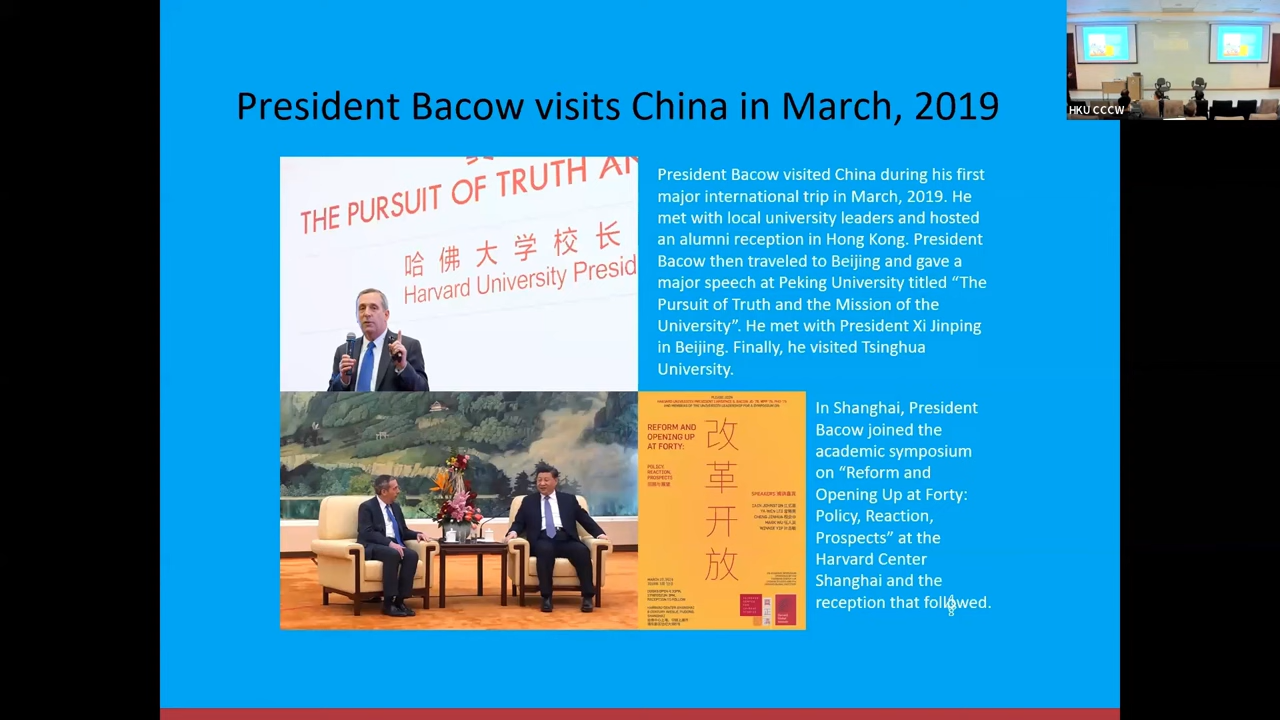 President Bacow visits China in March, 2019
HKU CCCW
THE PURSUIT OF TRUTH AN
哈佛大学校长
Harvard University Presid
President Bacow visited China during his first
major international trip in March, 2019. He
met with local university leaders and hosted
an alumni reception in Hong Kong. President
Bacow then traveled to Beijing and gave a
major speech at Peking University titled “The
Pursuit of Truth and the Mission of the
University”. He met with President Xi Jinping
in Beijing. Finally, he visited Tsinghua
University.
REFORM AND
OPENING UP
AT FORTY:
POLICY,
REACTION,
PROSPECTS
改
革
开
放
SPEAKERS
In Shanghai, President
Bacow joined the
academic symposium
on “Reform and
Opening Up at Forty:
Policy, Reaction,
Prospects” at the
Harvard Center
Shanghai and the
reception that followed.